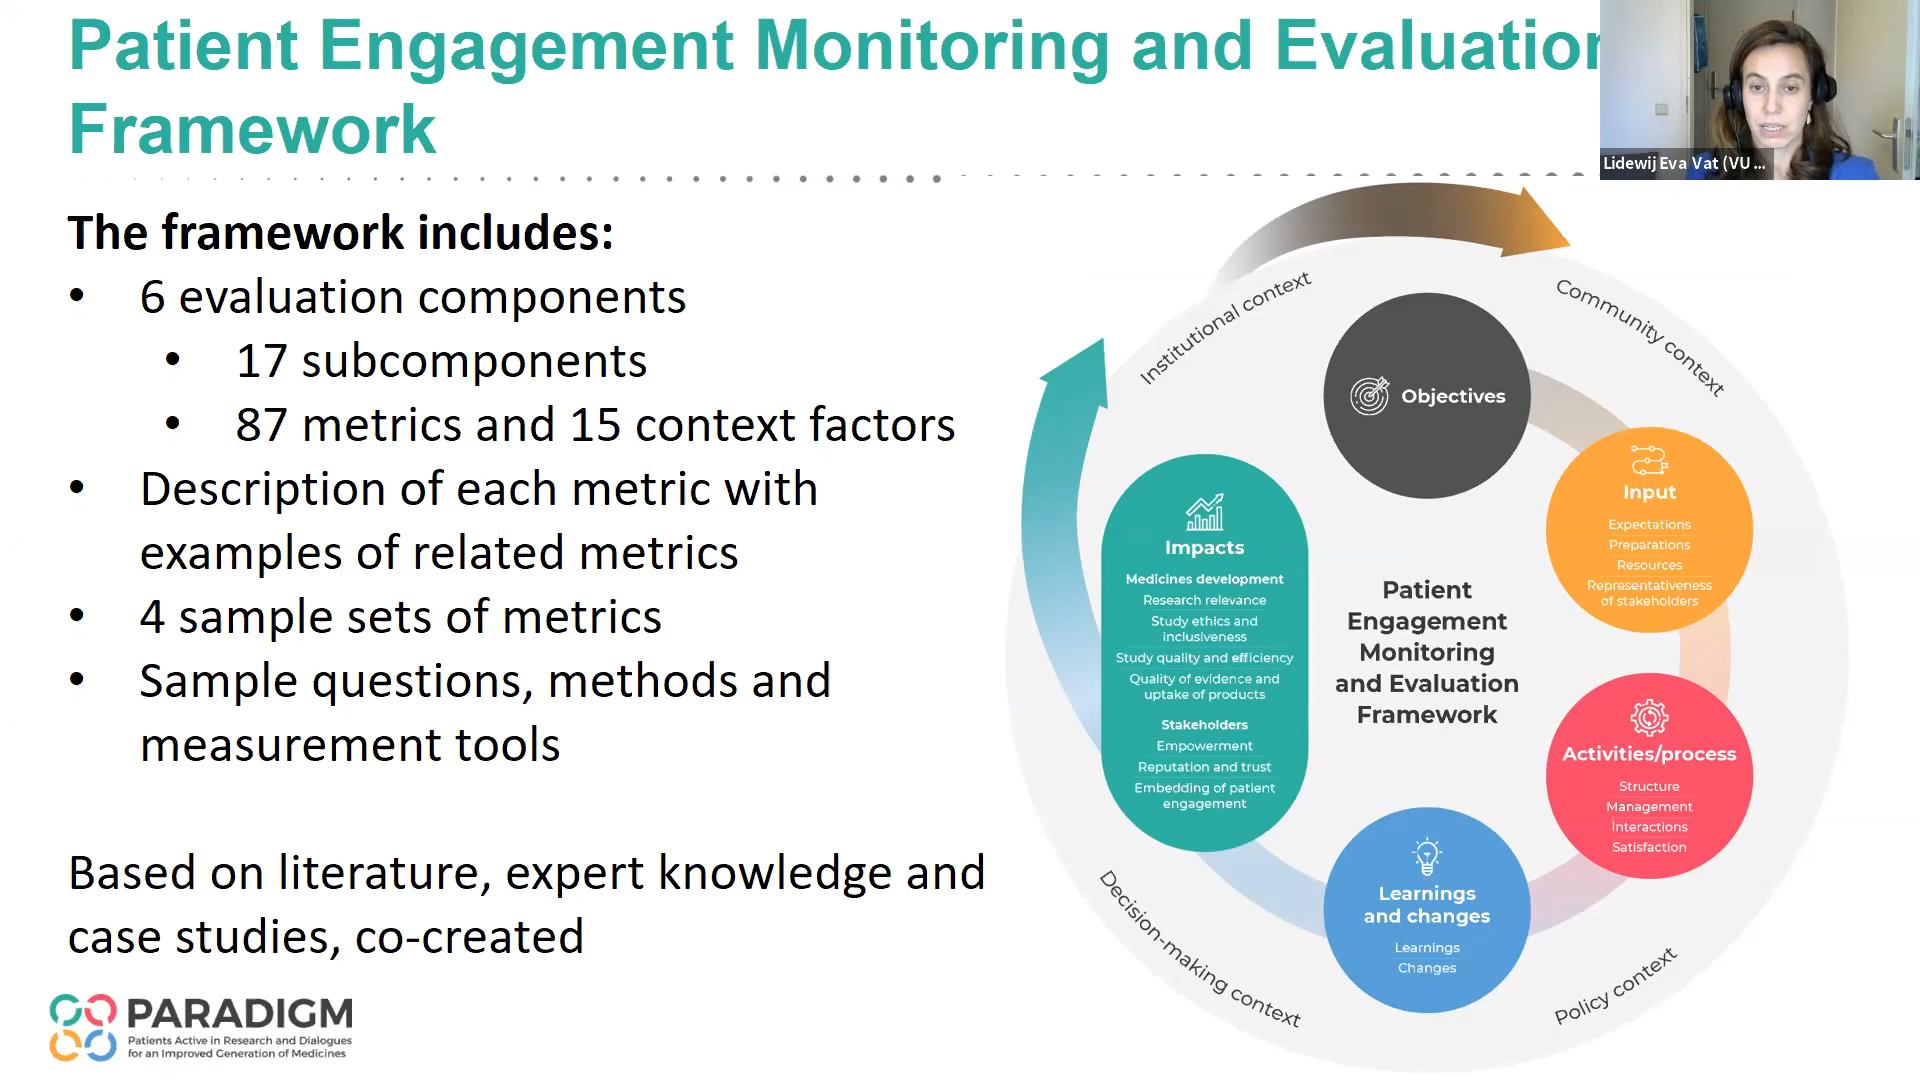 Patient Engagement Monitoring and Evaluation
Framework
Lidewij Eva Vat (VU ...
The framework includes:
• 6 evaluation components
• 17 subcomponents
• 87 metrics and 15 context factors
• Description of each metric with
examples of related metrics
• 4 sample sets of metrics
• Sample questions, methods and
measurement tools
Based on literature, expert knowledge and
case studies, co-created
PARADIGM
Patients Active in Research and Dialogues
for an Improved Generation of Medicines
Institutional context
Community context
Objectives
Input
Expectations
Preparations
Resources
Representativeness
of stakeholders
Activities/process
Structure
Management
Interactions
Satisfaction
Learnings
and changes
Learnings
Changes
Impacts
Medicines development
Research relevance
Study ethics and
inclusiveness
Study quality and efficiency
Quality of evidence and
uptake of products
Stakeholders
Empowerment
Reputation and trust
Embedding of patient
engagement
Patient
Engagement
Monitoring
and Evaluation
Framework
Decision-making context
Policy context